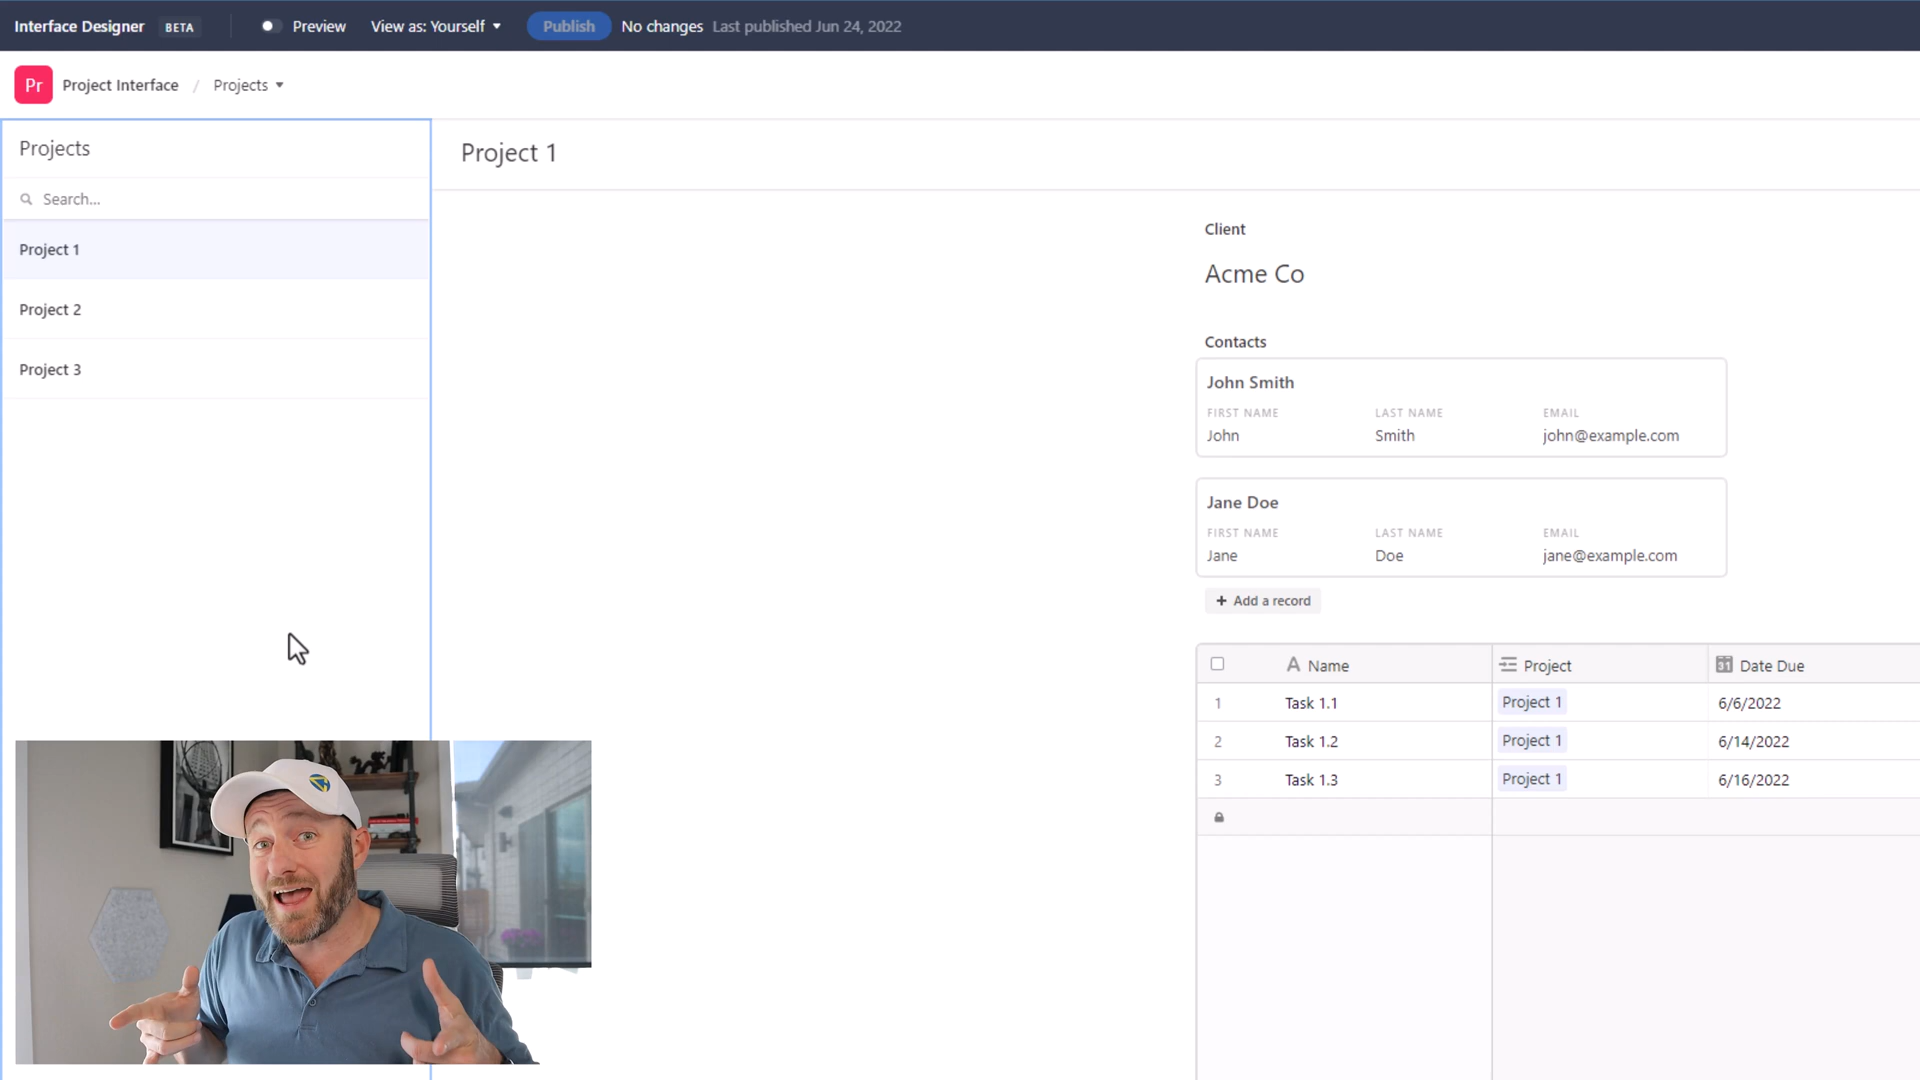 Interface Designer BETA Preview View as: Yourself Publish No changes Last published Jun 24, 2022
Pr Project Interface / Projects
Projects
Search...
Project 1
Project 2
Project 3
Project 1
Client
Acme Co
Contacts
John Smith
FIRST NAME LAST NAME EMAIL
John Smith john@example.com
Jane Doe
FIRST NAME LAST NAME EMAIL
Jane Doe jane@example.com
+ Add a record
A Name Project 31 Date Due
1 Task 1.1 Project 1 6/6/2022
2 Task 1.2 Project 1 6/14/2022
3 Task 1.3 Project 1 6/16/2022